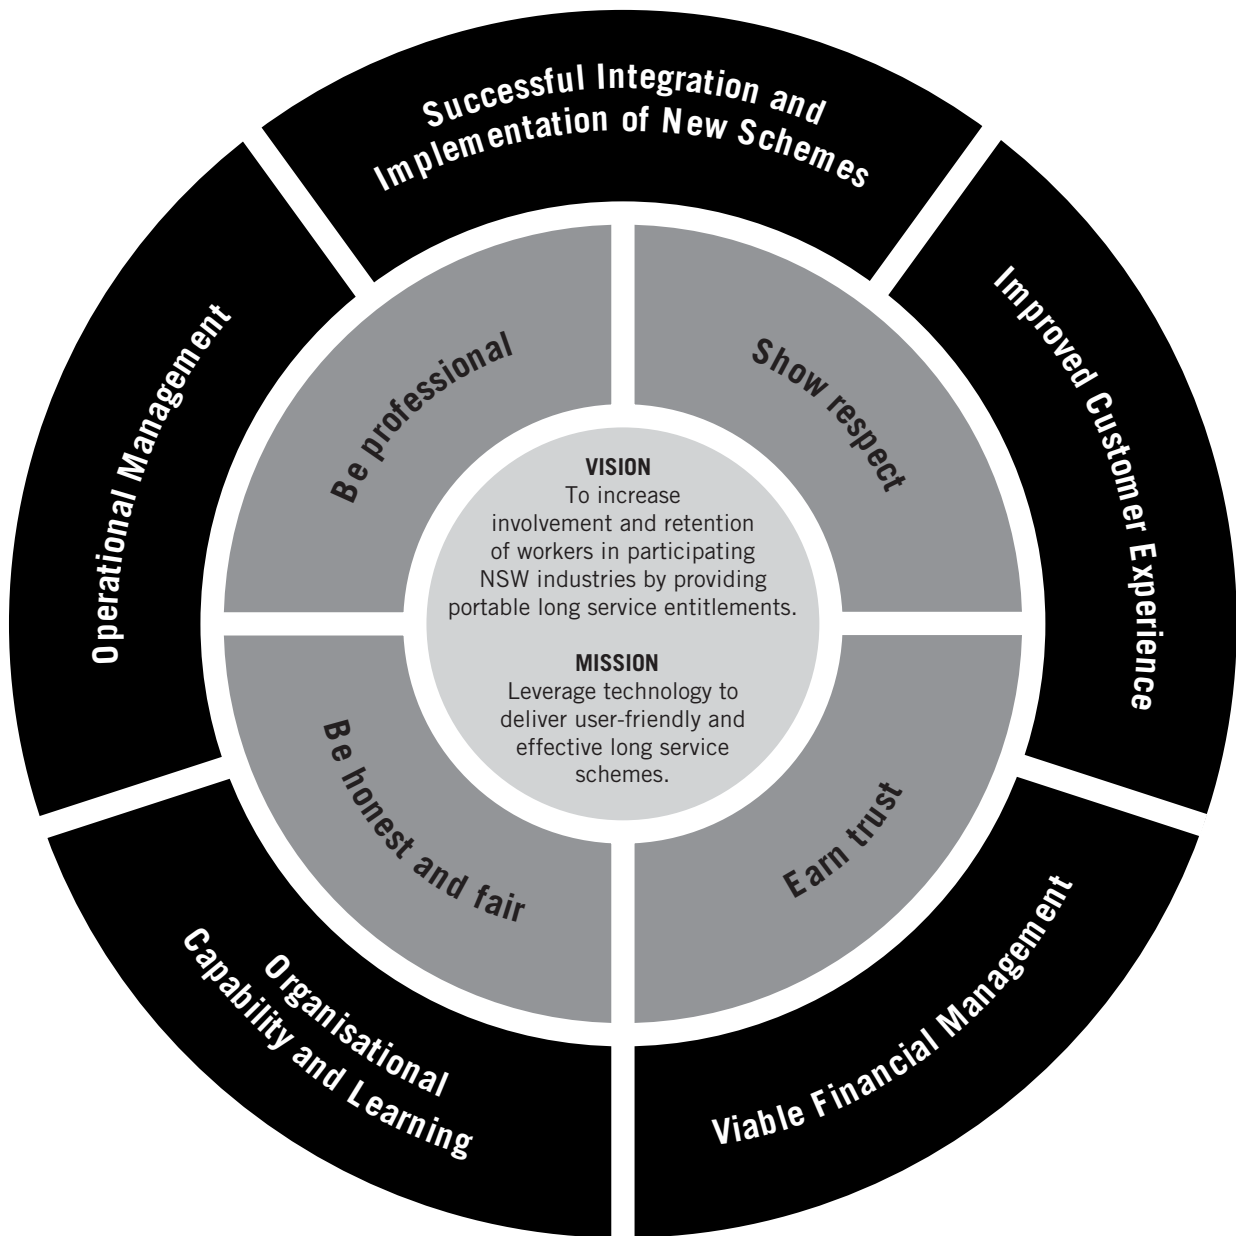 Successful Integration and
Implementation of New Schemes
Improved Customer Experience
Viable Financial Management
Organisational
Capability and Learning
Operational Management
Be professional
Show respect
Earn trust
Be honest and fair
VISION
To increase
involvement and retention
of workers in participating
NSW industries by providing
portable long service entitlements.
MISSION
Leverage technology to
deliver user-friendly and
effective long service
schemes.